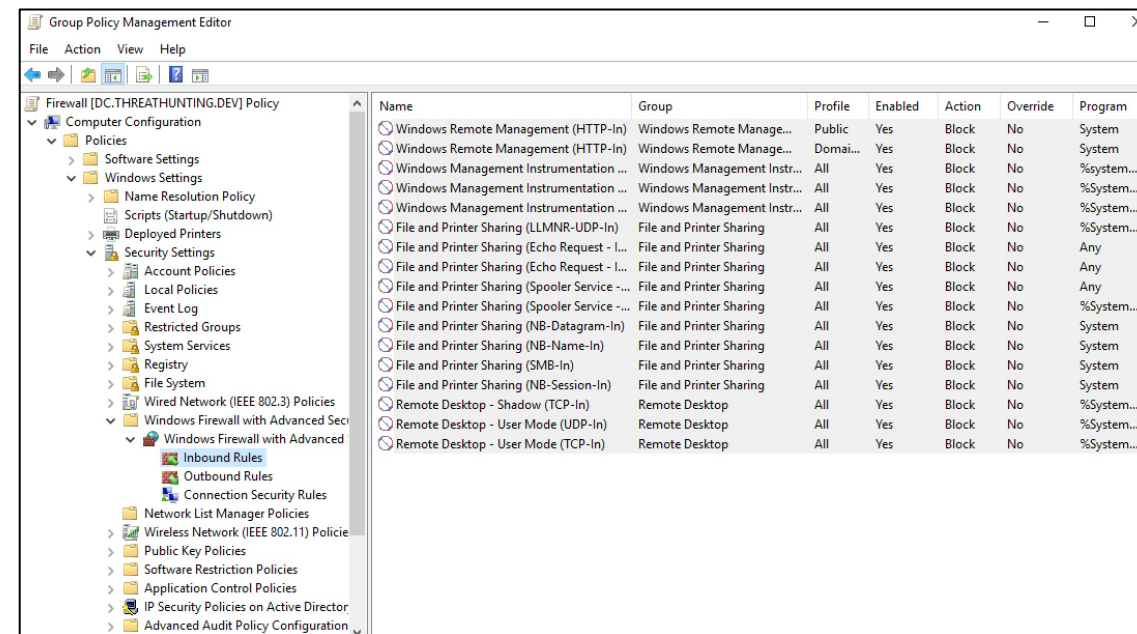 Group Policy Management Editor
File Action View Help
Firewall [DC.THREATHUNTING.DEV] Policy
Computer Configuration
Policies
Software Settings
Windows Settings
Name Resolution Policy
Scripts (Startup/Shutdown)
Deployed Printers
Security Settings
Account Policies
Local Policies
Event Log
Restricted Groups
System Services
Registry
File System
Wired Network (IEEE 802.3) Policies
Windows Firewall with Advanced Secu
Windows Firewall with Advanced
Inbound Rules
Outbound Rules
Connection Security Rules
Network List Manager Policies
Wireless Network (IEEE 802.11) Policie
Public Key Policies
Software Restriction Policies
Application Control Policies
IP Security Policies on Active Director
Advanced Audit Policy Configuration
Name Group Profile Enabled Action Override Program
Windows Remote Management (HTTP-In) Windows Remote Manage... Public Yes Block No System
Windows Remote Management (HTTP-In) Windows Remote Manage... Domai... Yes Block No System
Windows Management Instrumentation ... Windows Management Instr... All Yes Block No %system...
Windows Management Instrumentation ... Windows Management Instr... All Yes Block No %System...
Windows Management Instrumentation ... Windows Management Instr... All Yes Block No %System...
File and Printer Sharing (LLMNR-UDP-In) File and Printer Sharing All Yes Block No %System...
File and Printer Sharing (Echo Request - I... File and Printer Sharing All Yes Block No Any
File and Printer Sharing (Echo Request - I... File and Printer Sharing All Yes Block No Any
File and Printer Sharing (Spooler Service -... File and Printer Sharing All Yes Block No Any
File and Printer Sharing (Spooler Service -... File and Printer Sharing All Yes Block No %System...
File and Printer Sharing (NB-Datagram-In) File and Printer Sharing All Yes Block No System
File and Printer Sharing (NB-Name-In) File and Printer Sharing All Yes Block No System
File and Printer Sharing (SMB-In) File and Printer Sharing All Yes Block No System
File and Printer Sharing (NB-Session-In) File and Printer Sharing All Yes Block No System
Remote Desktop - Shadow (TCP-In) Remote Desktop All Yes Block No %System...
Remote Desktop - User Mode (UDP-In) Remote Desktop All Yes Block No %System...
Remote Desktop - User Mode (TCP-In) Remote Desktop All Yes Block No %System...